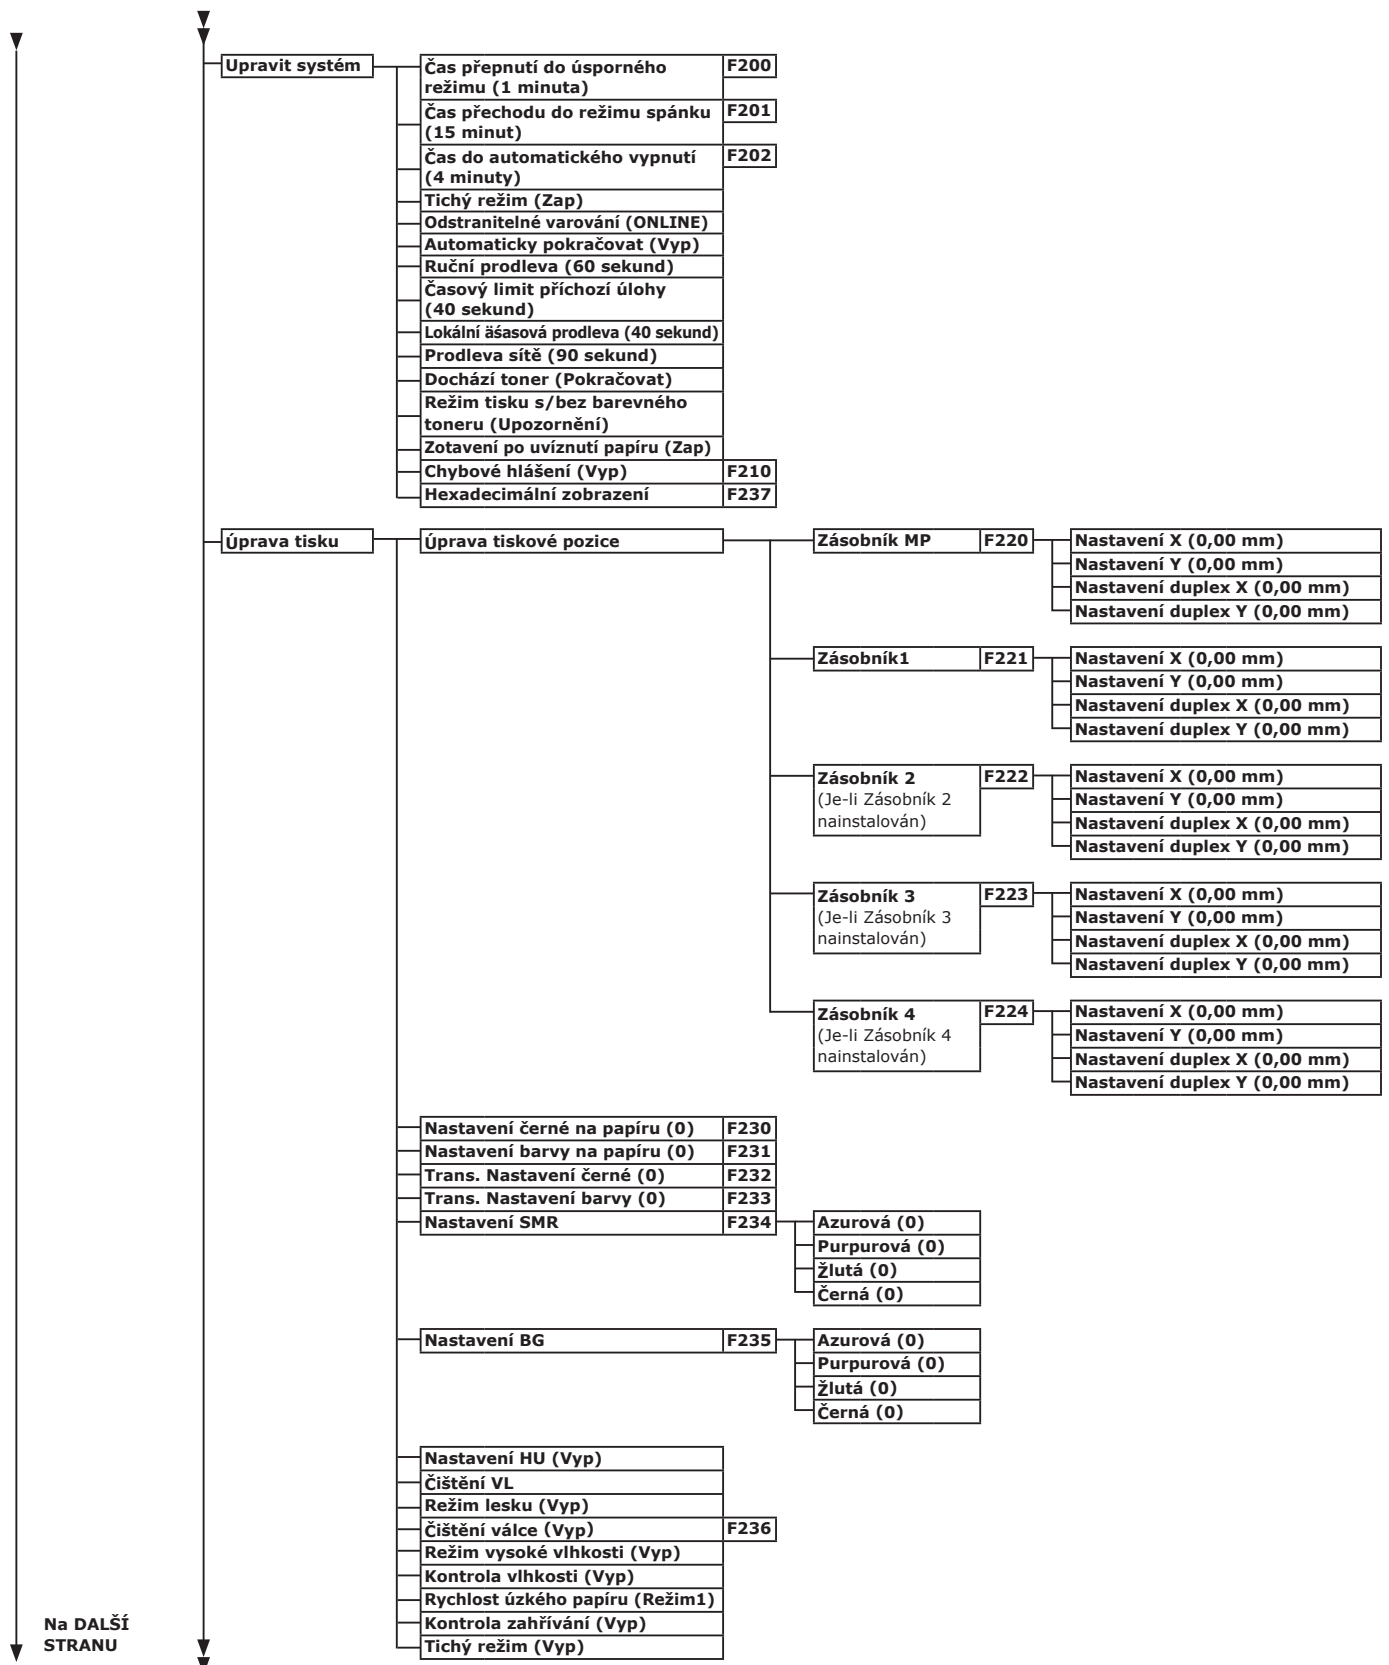 Upravit systém
Čas přepnutí do úsporného
režimu (1 minuta)
F200
Čas přechodu do režimu spánku
(15 minut)
F201
Čas do automatického vypnutí
(4 minuty)
F202
Tichý režim (Zap)
Odstranitelné varování (ONLINE)
Automaticky pokračovat (Vyp)
Ruční prodleva (60 sekund)
Časový limit příchozí úlohy
(40 sekund)
Lokální äśasová prodleva (40 sekund)
Prodleva sítě (90 sekund)
Dochází toner (Pokračovat)
Režim tisku s/bez barevného
toneru (Upozornění)
Zotavení po uvíznutí papíru (Zap)
Chybové hlášení (Vyp) F210
Hexadecimální zobrazení F237
Úprava tisku
Úprava tiskové pozice
Zásobník MP F220
Nastavení X (0,00 mm)
Nastavení Y (0,00 mm)
Nastavení duplex X (0,00 mm)
Nastavení duplex Y (0,00 mm)
Zásobník1 F221
Nastavení X (0,00 mm)
Nastavení Y (0,00 mm)
Nastavení duplex X (0,00 mm)
Nastavení duplex Y (0,00 mm)
Zásobník 2
(Je-li Zásobník 2
nainstalován)
F222
Nastavení X (0,00 mm)
Nastavení Y (0,00 mm)
Nastavení duplex X (0,00 mm)
Nastavení duplex Y (0,00 mm)
Zásobník 3
(Je-li Zásobník 3
nainstalován)
F223
Nastavení X (0,00 mm)
Nastavení Y (0,00 mm)
Nastavení duplex X (0,00 mm)
Nastavení duplex Y (0,00 mm)
Zásobník 4
(Je-li Zásobník 4
nainstalován)
F224
Nastavení X (0,00 mm)
Nastavení Y (0,00 mm)
Nastavení duplex X (0,00 mm)
Nastavení duplex Y (0,00 mm)
Nastavení černé na papíru (0) F230
Nastavení barvy na papíru (0) F231
Trans. Nastavení černé (0) F232
Trans. Nastavení barvy (0) F233
Nastavení SMR F234
Azurová (0)
Purpurová (0)
Žlutá (0)
Černá (0)
Nastavení BG F235
Azurová (0)
Purpurová (0)
Žlutá (0)
Černá (0)
Nastavení HU (Vyp)
Čištění VL
Režim lesku (Vyp)
Čištění válce (Vyp) F236
Režim vysoké vlhkosti (Vyp)
Kontrola vlhkosti (Vyp)
Rychlost úzkého papíru (Režim1)
Kontrola zahřívání (Vyp)
Tichý režim (Vyp)
Na DALŠÍ
STRANU